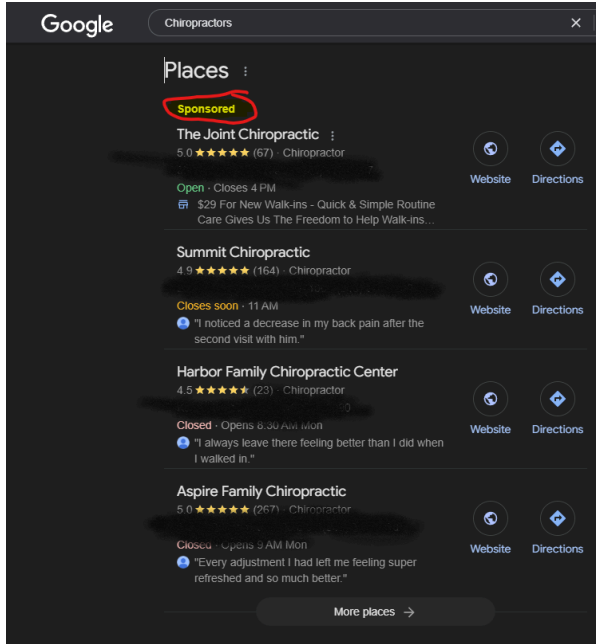 Google
Chiropractors
Places
Sponsored
The Joint Chiropractic
5.0 ★★★★★ (67) · Chiropractor
Website
Directions
Open · Closes 4 PM
$29 For New Walk-ins - Quick & Simple Routine
Care Gives Us The Freedom to Help Walk-ins...
Summit Chiropractic
4.9 ★★★★★ (164) · Chiropractor
Website
Directions
Closes soon · 11 AM
"I noticed a decrease in my back pain after the
second visit with him."
Harbor Family Chiropractic Center
4.5 ★★★★★ (23) · Chiropractor
Website
Directions
Closed · Opens 8:30 AM Mon
"I always leave there feeling better than I did when
I walked in."
Aspire Family Chiropractic
5.0 ★★★★★ (267) · Chiropractor
Website
Directions
Closed · Opens 9 AM Mon
"Every adjustment I had left me feeling super
refreshed and so much better."
More places →